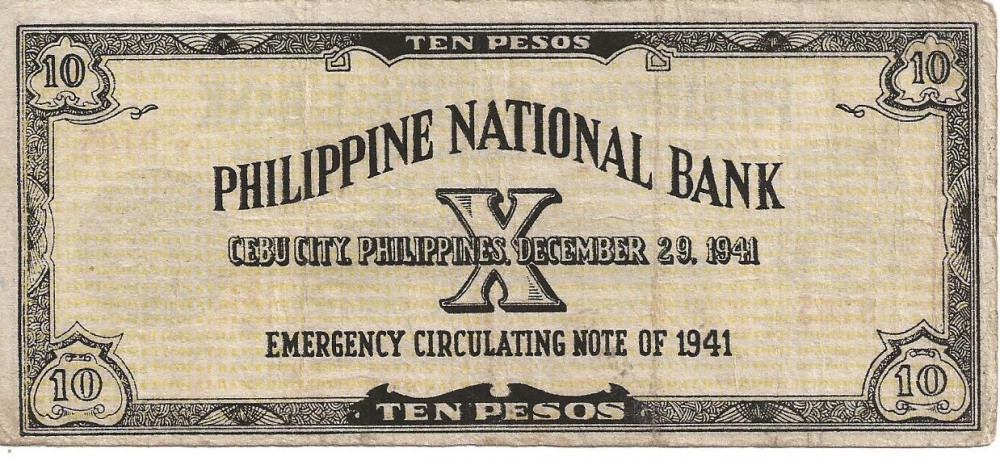 TEN PESOS
10 10
PHILIPPINE NATIONAL BANK
X
CEBU CITY, PHILIPPINES, DECEMBER 29, 1941
EMERGENCY CIRCULATING NOTE OF 1941
10 10
TEN PESOS